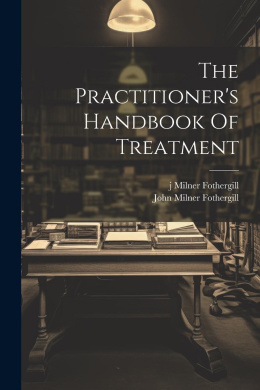 The
Practitioner's
Handbook Of
Treatment
j Milner Fothergill
John Milner Fothergill